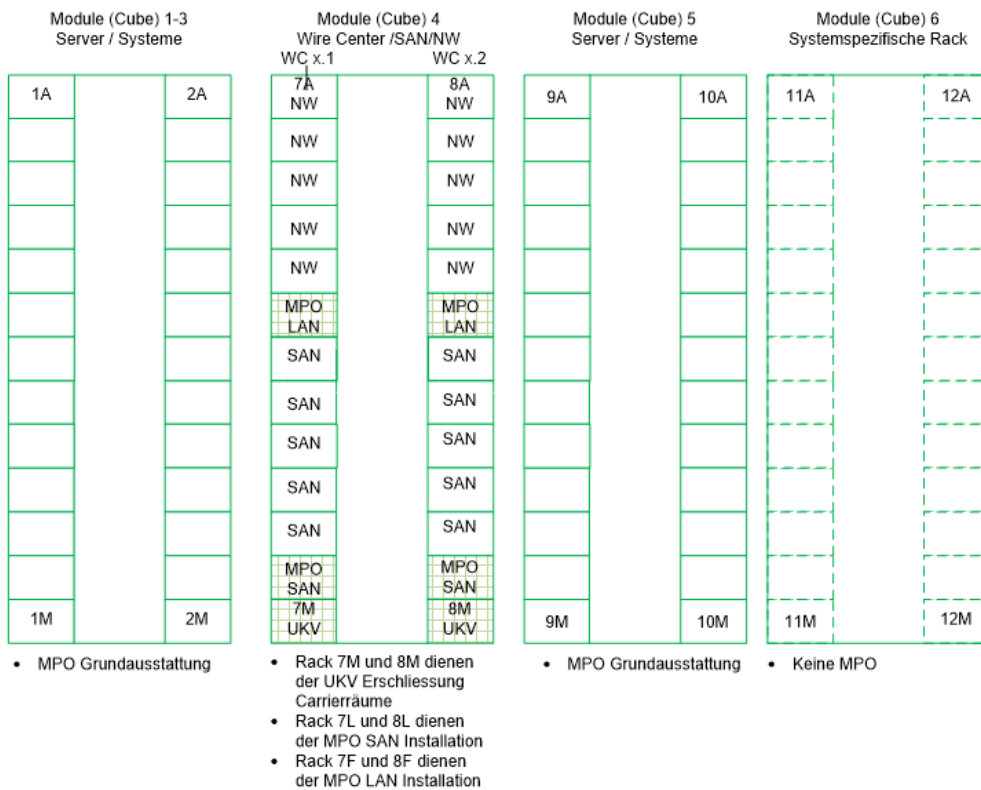 Module (Cube) 1-3
Server / Systeme
1A
2A
1M
2M
• MPO Grundausstattung
Module (Cube) 4
Wire Center /SAN/NW
WC x.1
WC x.2
7A
NW
8A
NW
NW
NW
NW
NW
NW
NW
NW
NW
MPO
LAN
MPO
LAN
SAN
SAN
SAN
SAN
SAN
SAN
SAN
SAN
SAN
SAN
MPO
SAN
MPO
SAN
7M
UKV
8M
UKV
• Rack 7M und 8M dienen
der UKV Erschliessung
Carrierräume
• Rack 7L und 8L dienen
der MPO SAN Installation
• Rack 7F und 8F dienen
der MPO LAN Installation
Module (Cube) 5
Server / Systeme
9A
10A
9M
10M
• MPO Grundausstattung
Module (Cube) 6
Systemspezifische Rack
11A
12A
11M
12M
• Keine MPO